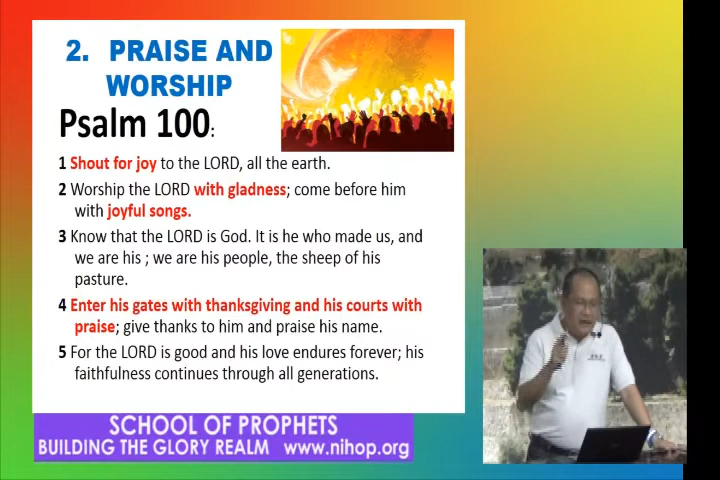 2. PRAISE AND
WORSHIP
Psalm 100:
1 Shout for joy to the LORD, all the earth.
2 Worship the LORD with gladness; come before him
with joyful songs.
3 Know that the LORD is God. It is he who made us, and
we are his ; we are his people, the sheep of his
pasture.
4 Enter his gates with thanksgiving and his courts with
praise; give thanks to him and praise his name.
5 For the LORD is good and his love endures forever; his
faithfulness continues through all generations.
SCHOOL OF PROPHETS
BUILDING THE GLORY REALM www.nihop.org